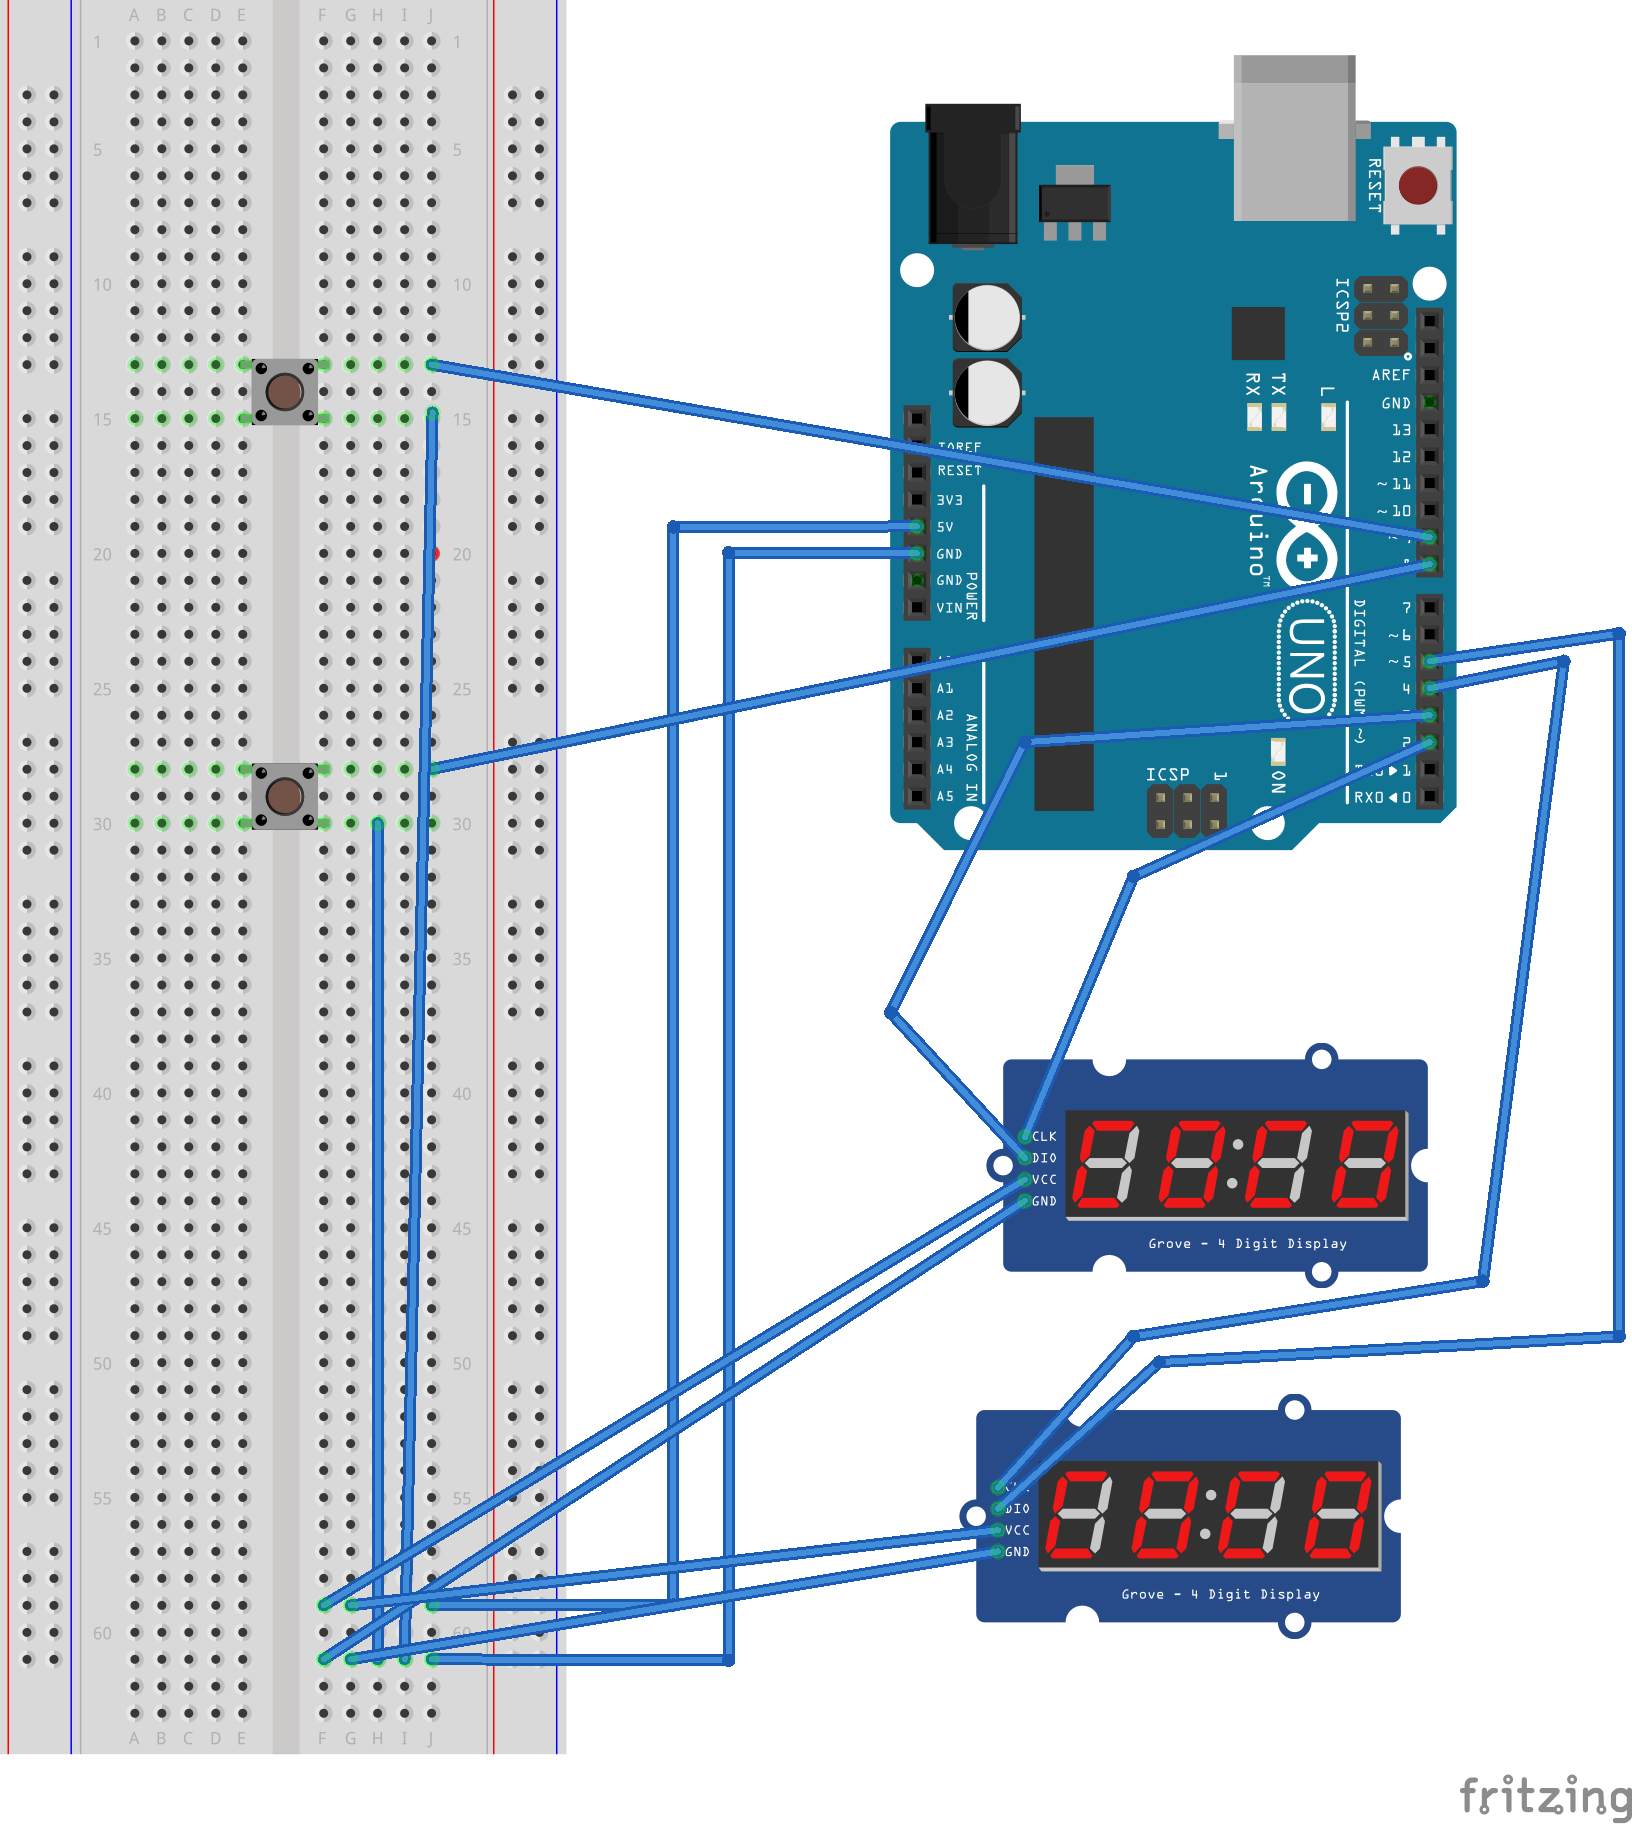 A B C D E F G H I J
1 1
5 5
10 10
15 15
20 20
25 25
30 30
35 35
40 40
45 45
50 50
55 55
60 60
A B C D E F G H I J
RESET
ICSP2
AREF
GND
13
12
~11
~10
7
~6
~5
4
2
1
RX0 ◀ 0
DIGITAL (PWM ~)
RX TX L
Arduino™
UNO
ON
ICSP 1
IOREF
RESET
3V3
5V
GND
GND
VIN
POWER
A1
A2
A3
A4
A5
ANALOG IN
CLK
DIO
VCC
GND
Grove - 4 Digit Display
CLK
DIO
VCC
GND
Grove - 4 Digit Display
fritzing